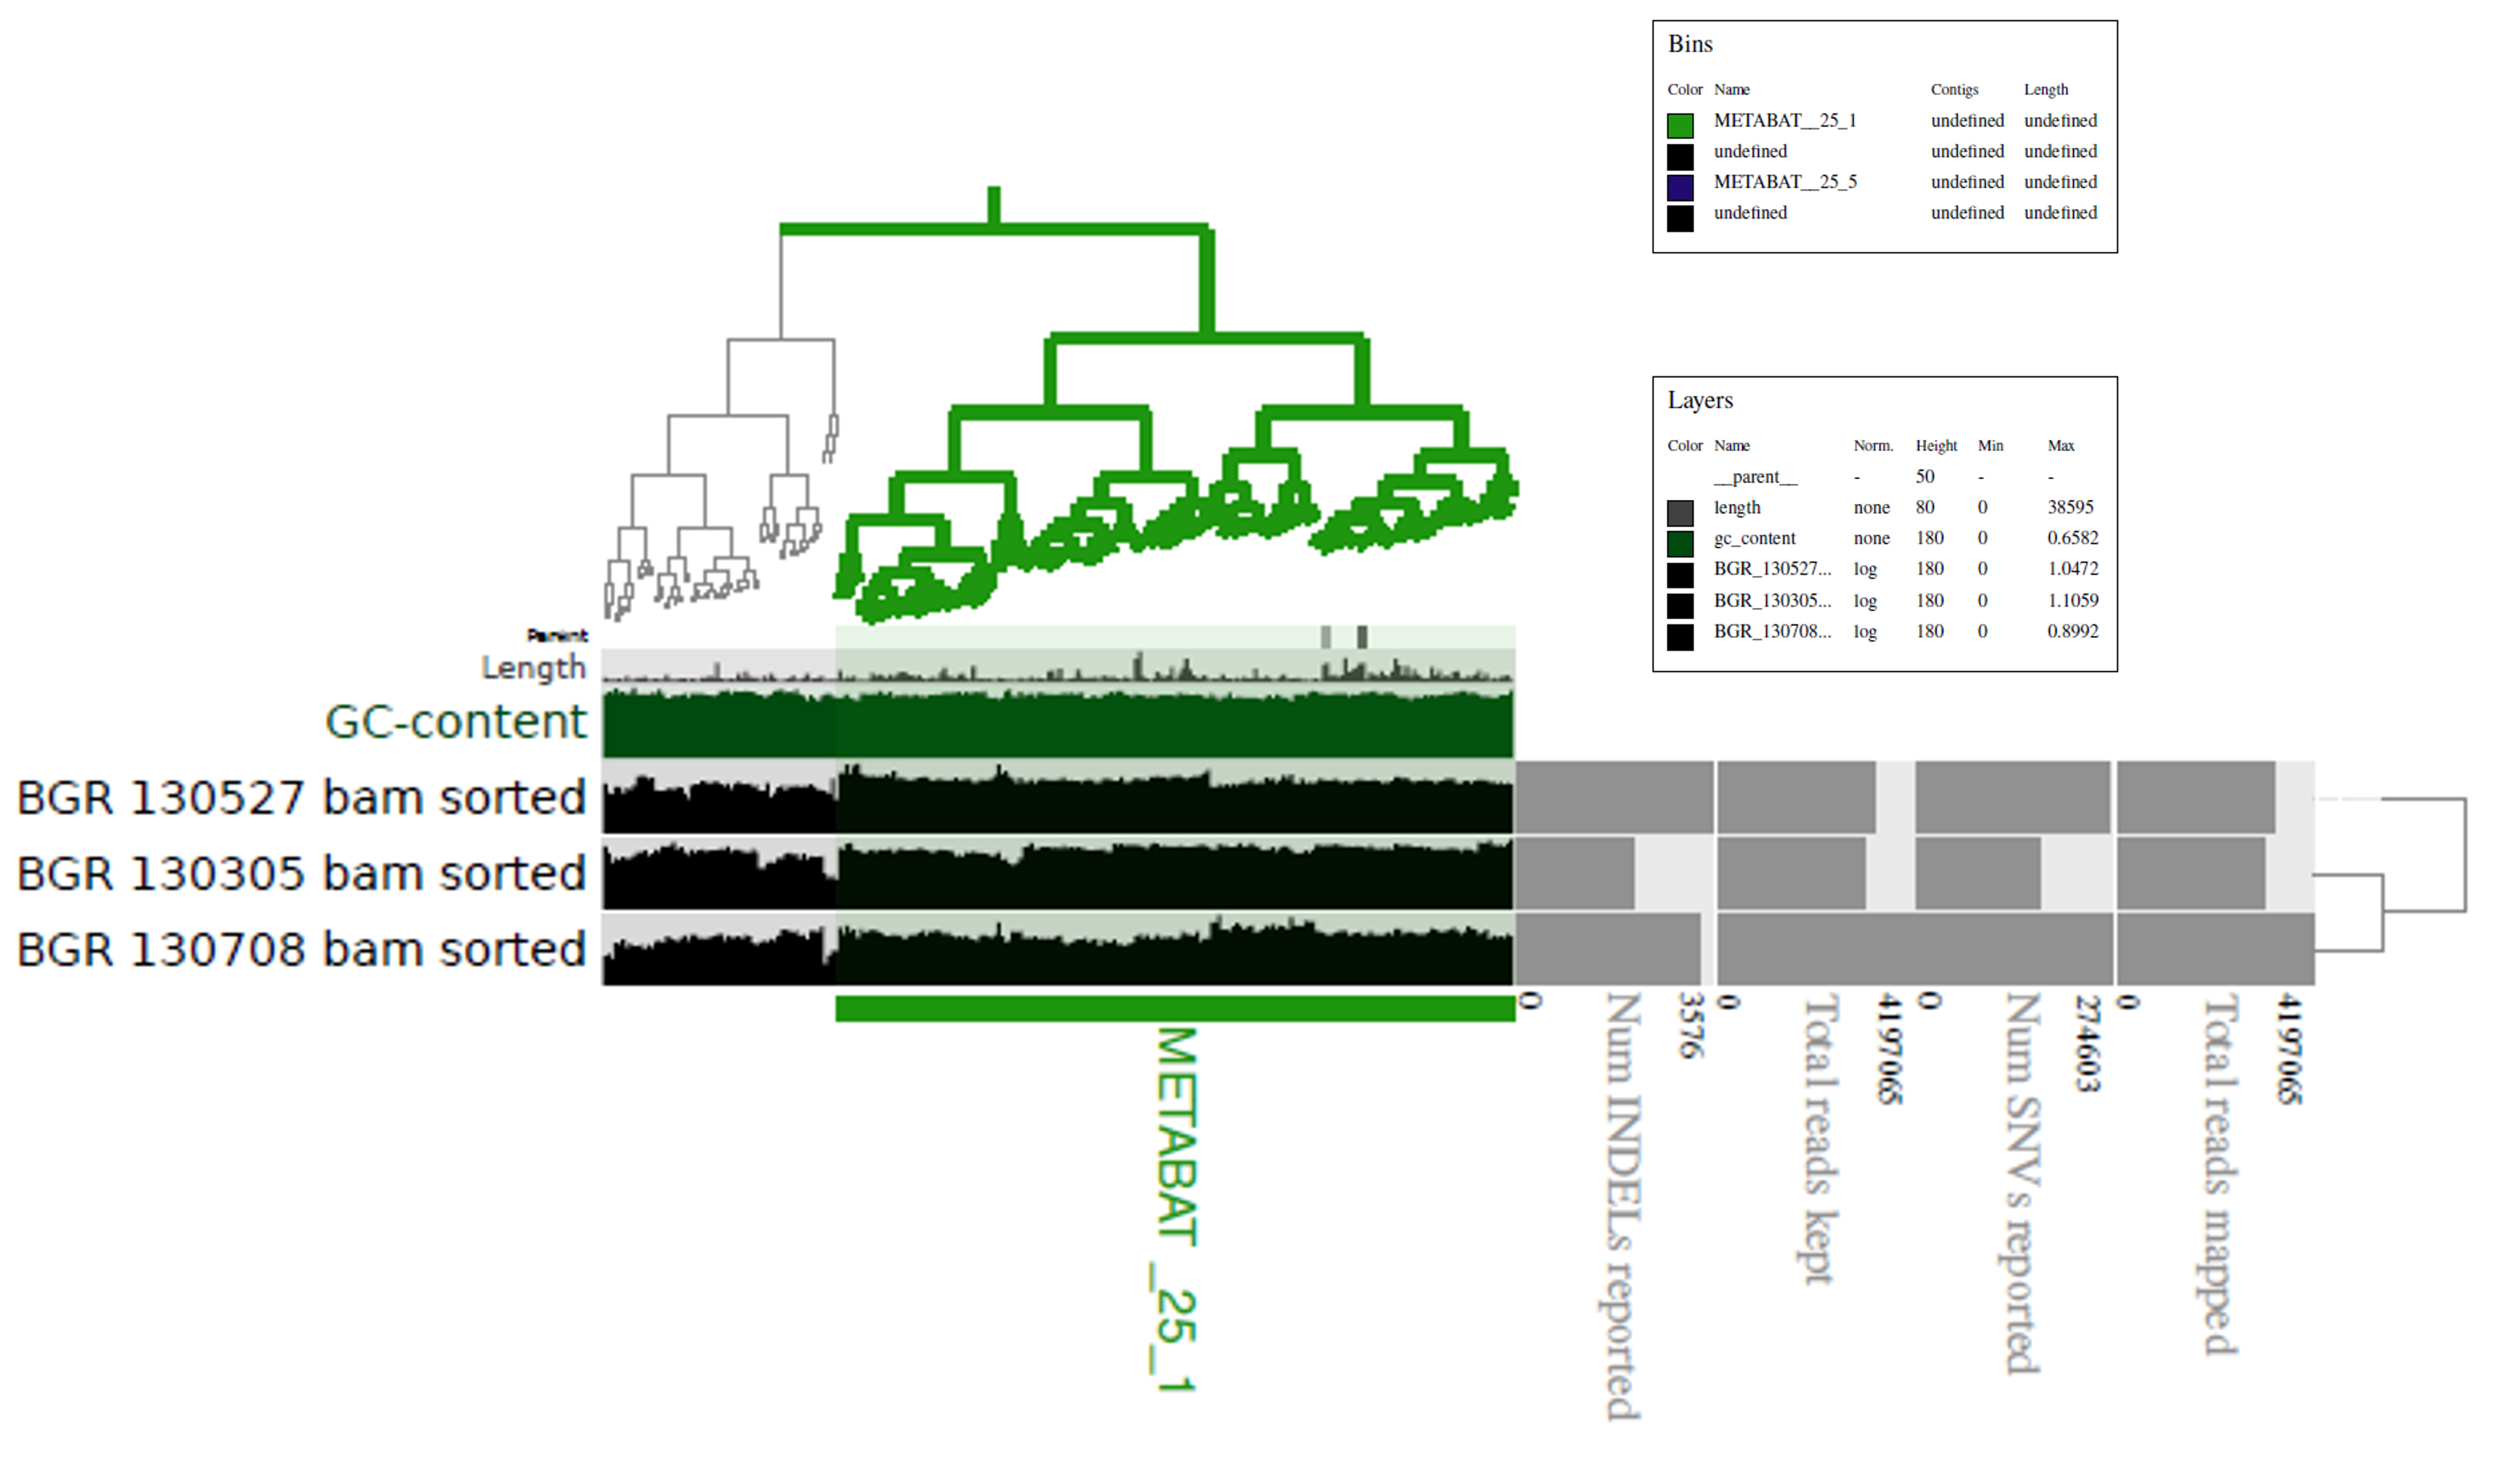 Bins
Color Name Contigs Length
METABAT__25_1 undefined undefined
undefined undefined undefined
METABAT__25_5 undefined undefined
undefined undefined undefined
Layers
Color Name Norm. Height Min Max
__parent__ - 50 - -
length none 80 0 38595
gc_content none 180 0 0.6582
BGR_130527... log 180 0 1.0472
BGR_130305... log 180 0 1.1059
BGR_130708... log 180 0 0.8992
Parent
Length
GC-content
BGR 130527 bam sorted
BGR 130305 bam sorted
BGR 130708 bam sorted
METABAT _25_1
0 Num INDELs reported 3576
0 Total reads kept 4197065
0 Num SNVs reported 274603
0 Total reads mapped 4197065